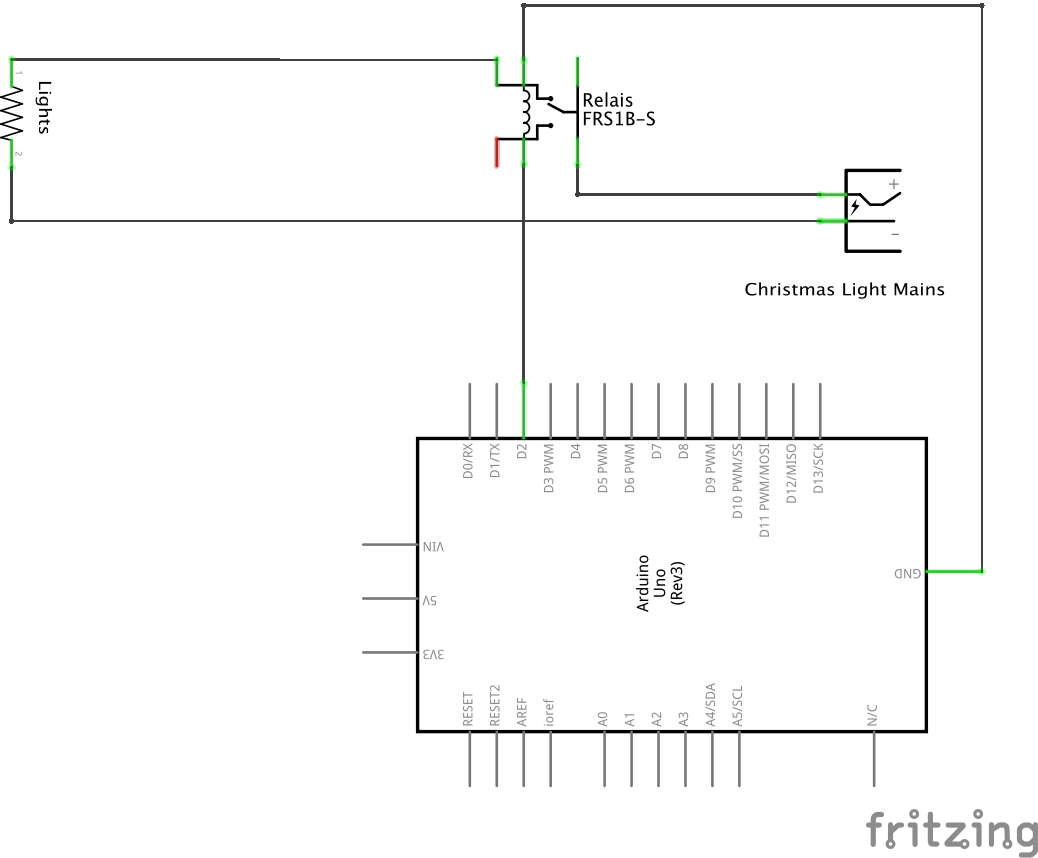 1
Lights
2
Relais
FRS1B-S
+
−
Christmas Light Mains
D0/RX
D1/TX
D2
D3 PWM
D4
D5 PWM
D6 PWM
D7
D8
D9 PWM
D10 PWM/SS
D11 PWM/MOSI
D12/MISO
D13/SCK
VIN
5V
3V3
GND
Arduino
Uno
(Rev3)
RESET
RESET2
AREF
ioref
A0
A1
A2
A3
A4/SDA
A5/SCL
N/C
fritzing